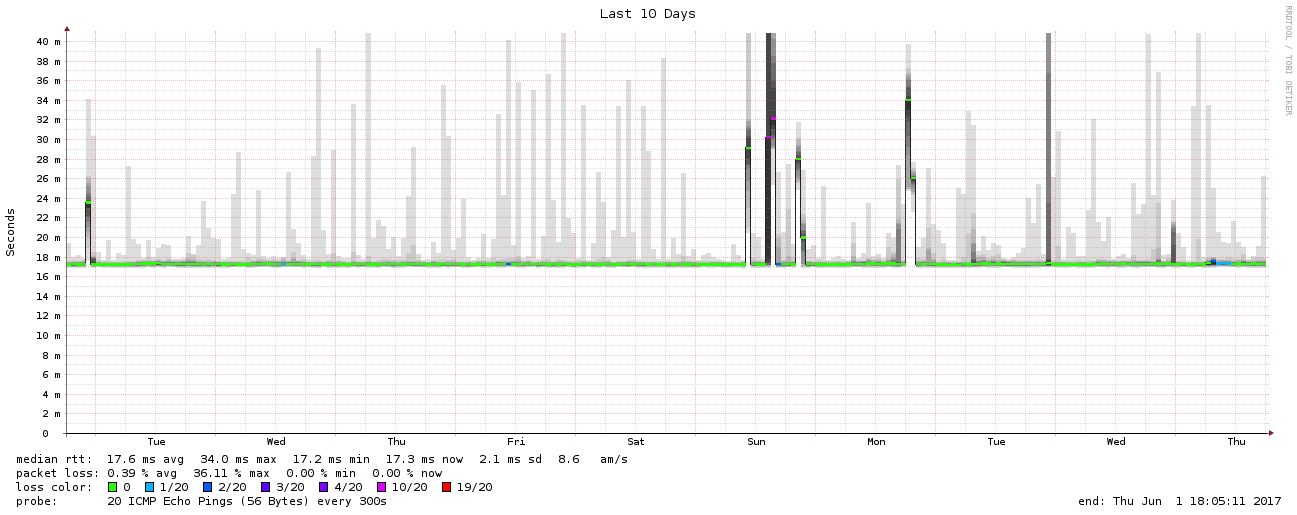 Last 10 Days
RRDTOOL / TOBI OETIKER
Seconds
40 m
38 m
36 m
34 m
32 m
30 m
28 m
26 m
24 m
22 m
20 m
18 m
16 m
14 m
12 m
10 m
8 m
6 m
4 m
2 m
0
Tue Wed Thu Fri Sat Sun Mon Tue Wed Thu
median rtt: 17.6 ms avg 34.0 ms max 17.2 ms min 17.3 ms now 2.1 ms sd 8.6 am/s
packet loss: 0.39 % avg 36.11 % max 0.00 % min 0.00 % now
loss color: 0 1/20 2/20 3/20 4/20 10/20 19/20
probe: 20 ICMP Echo Pings (56 Bytes) every 300s end: Thu Jun 1 18:05:11 2017